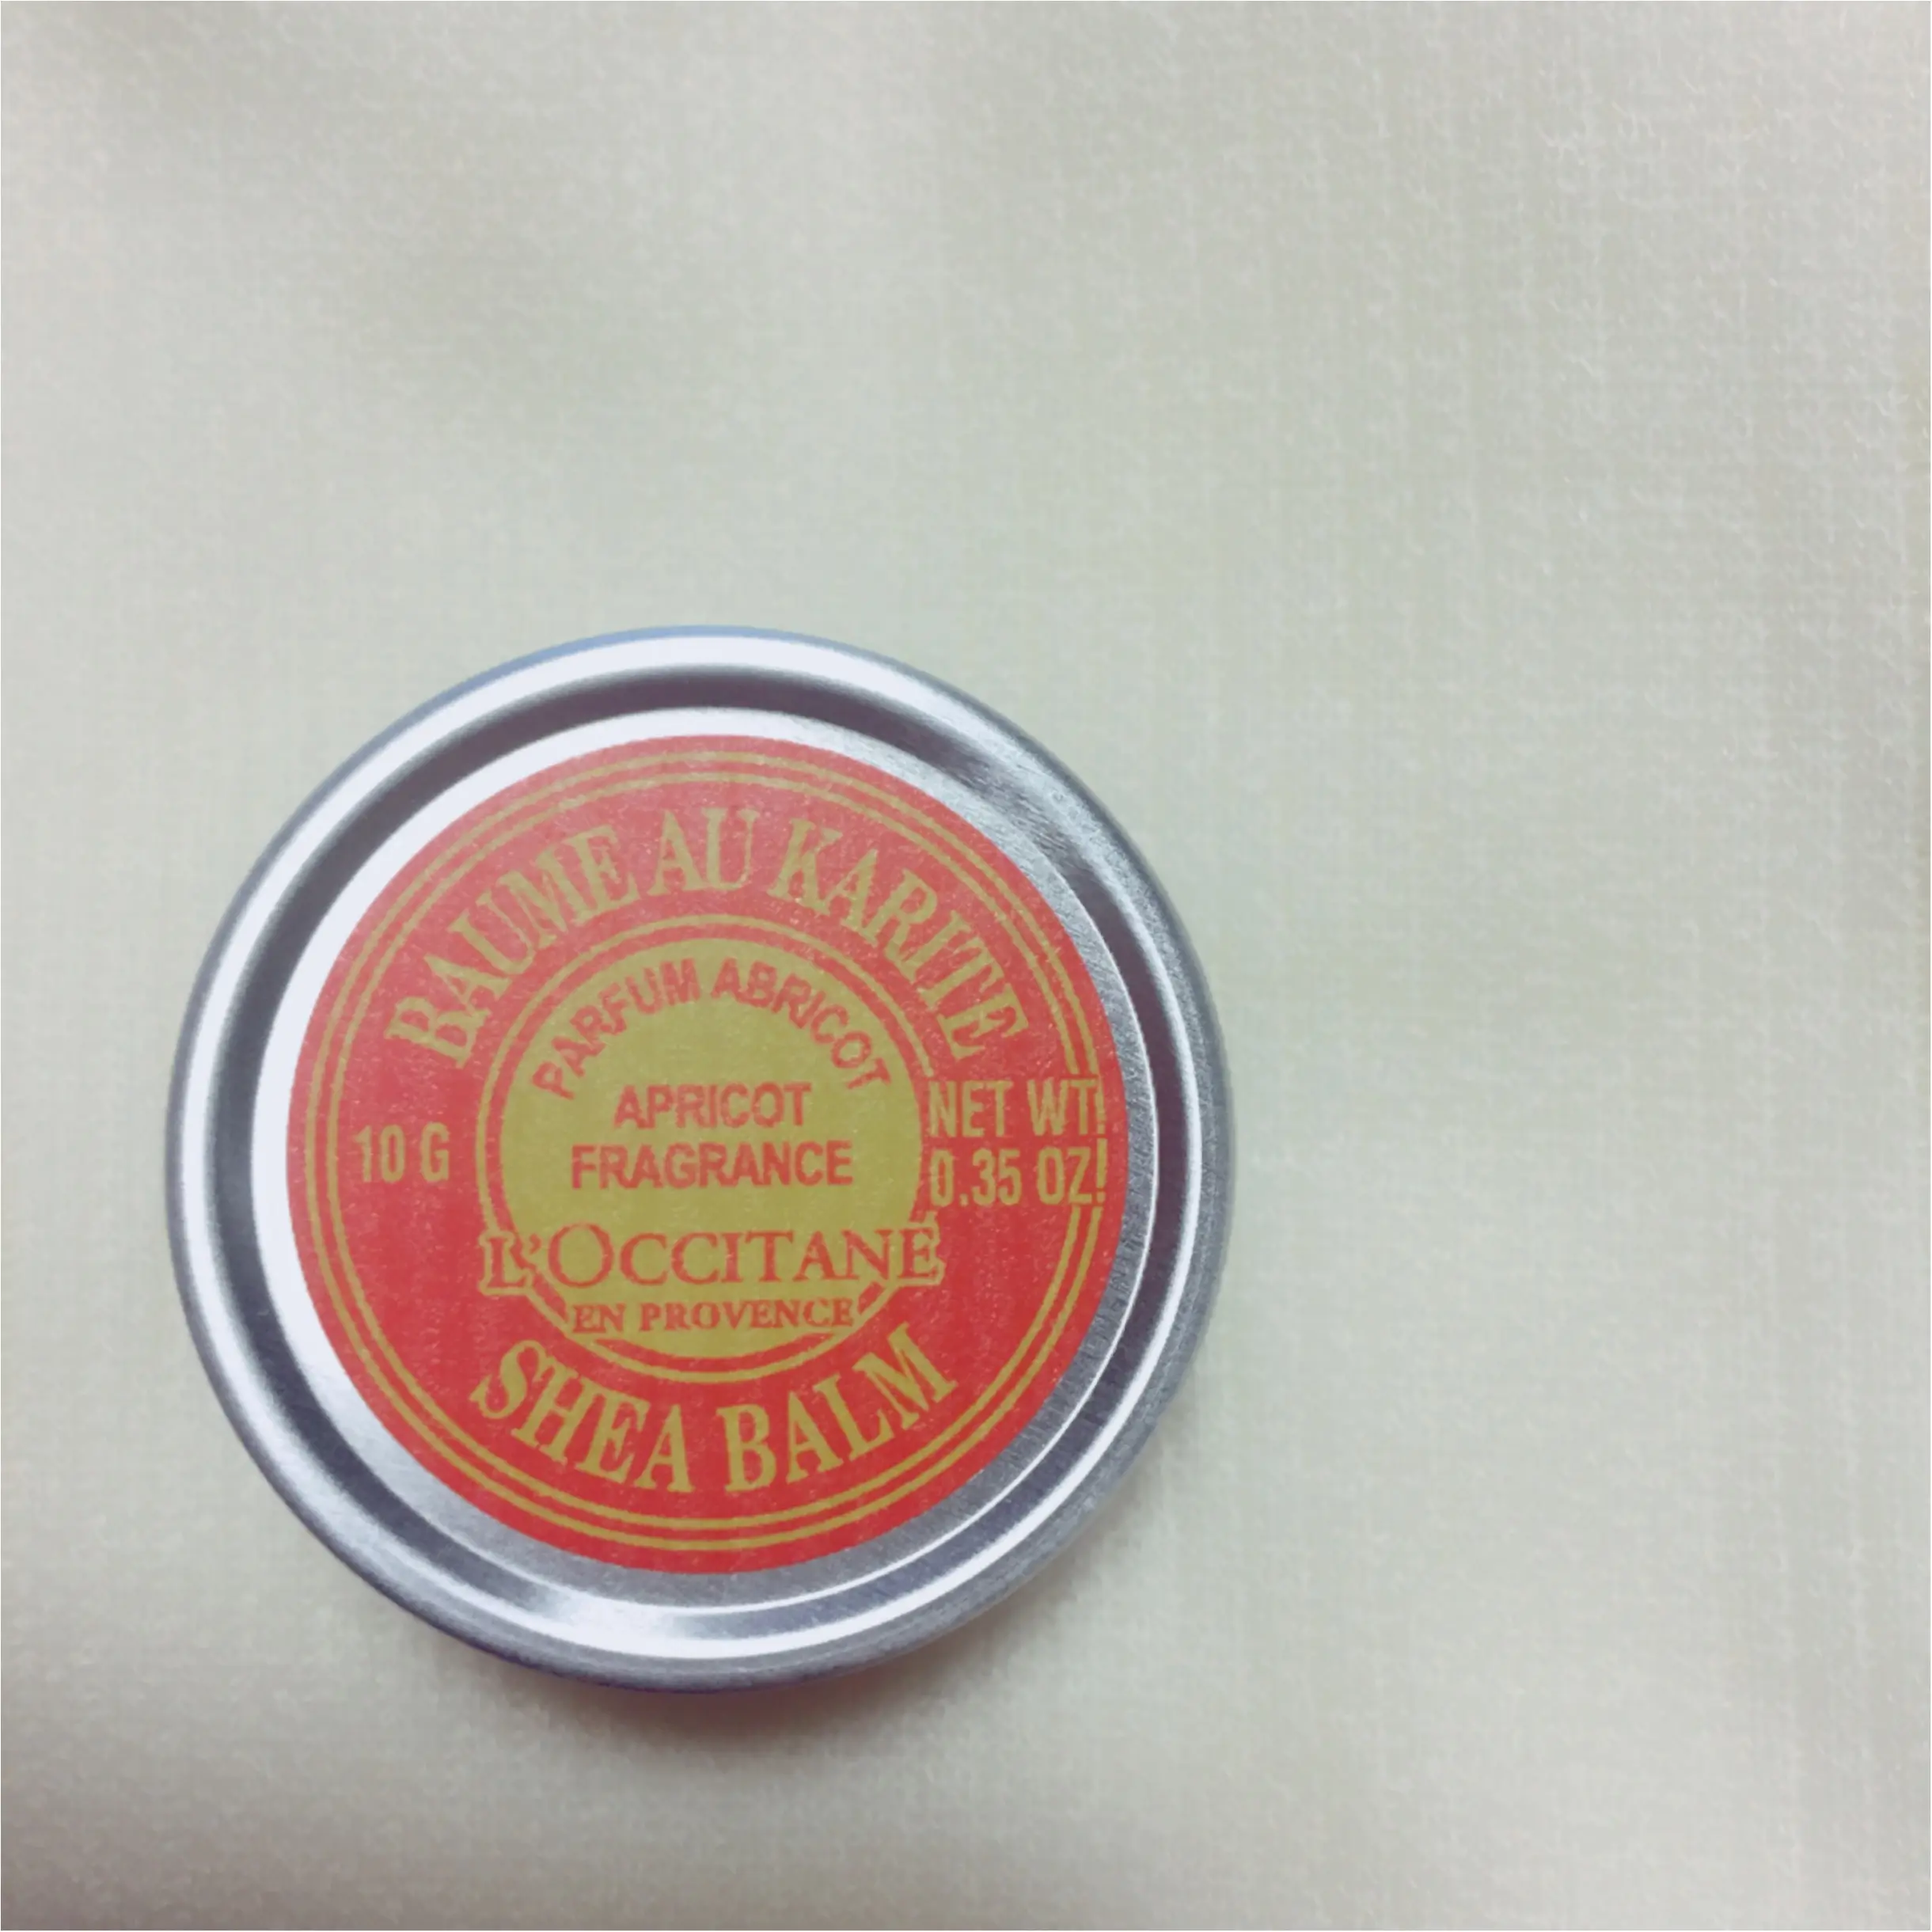 BAUME AU KARITE
PARFUM ABRICOT
APRICOT
FRAGRANCE
10 G
NET WT.
0.35 OZ.
L'OCCITANE
EN PROVENCE
SHEA BALM